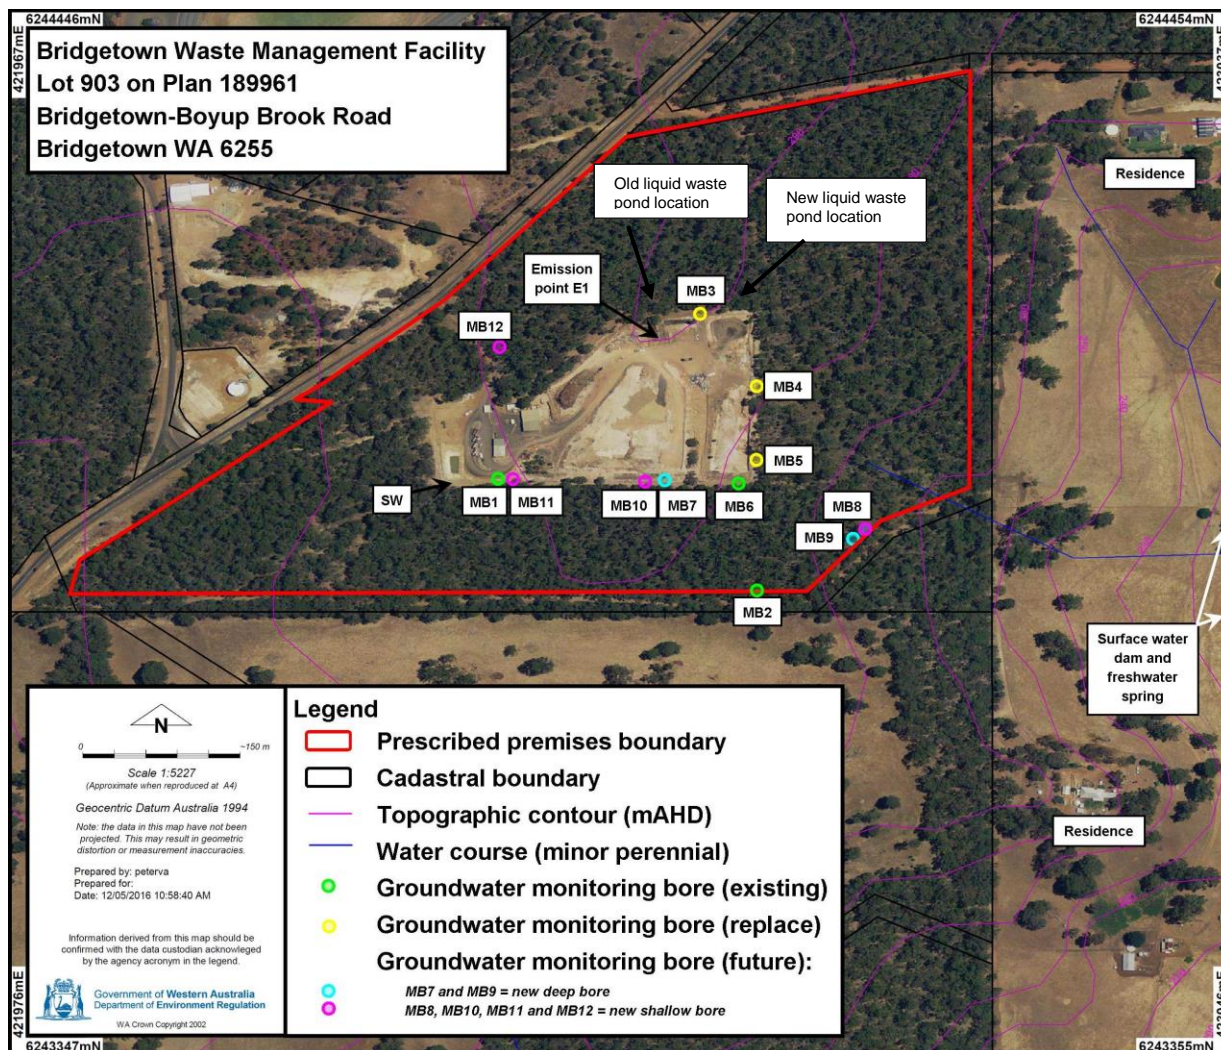 6244446mN
6244454mN
421967mE
Bridgetown Waste Management Facility
Lot 903 on Plan 189961
Bridgetown-Boyup Brook Road
Bridgetown WA 6255
Old liquid waste
pond location
New liquid waste
pond location
Residence
Emission
point E1
MB3
MB12
MB4
MB5
SW
MB1
MB11
MB10
MB7
MB6
MB8
MB9
MB2
Surface water
dam and
freshwater
spring
Residence
N
0
~150 m
Scale 1:5227
(Approximate when reproduced at A4)
Geocentric Datum Australia 1994
Note: the data in this map have not been
projected. This may result in geometric
distortion or measurement inaccuracies.
Prepared by: peterva
Prepared for:
Date: 12/05/2016 10:58:40 AM
Information derived from this map should be
confirmed with the data custodian acknowleged
by the agency acronym in the legend.
Government of Western Australia
Department of Environment Regulation
WA Crown Copyright 2002
Legend
Prescribed premises boundary
Cadastral boundary
Topographic contour (mAHD)
Water course (minor perennial)
Groundwater monitoring bore (existing)
Groundwater monitoring bore (replace)
Groundwater monitoring bore (future):
MB7 and MB9 = new deep bore
MB8, MB10, MB11 and MB12 = new shallow bore
421976mE
6243347mN
6243355mN